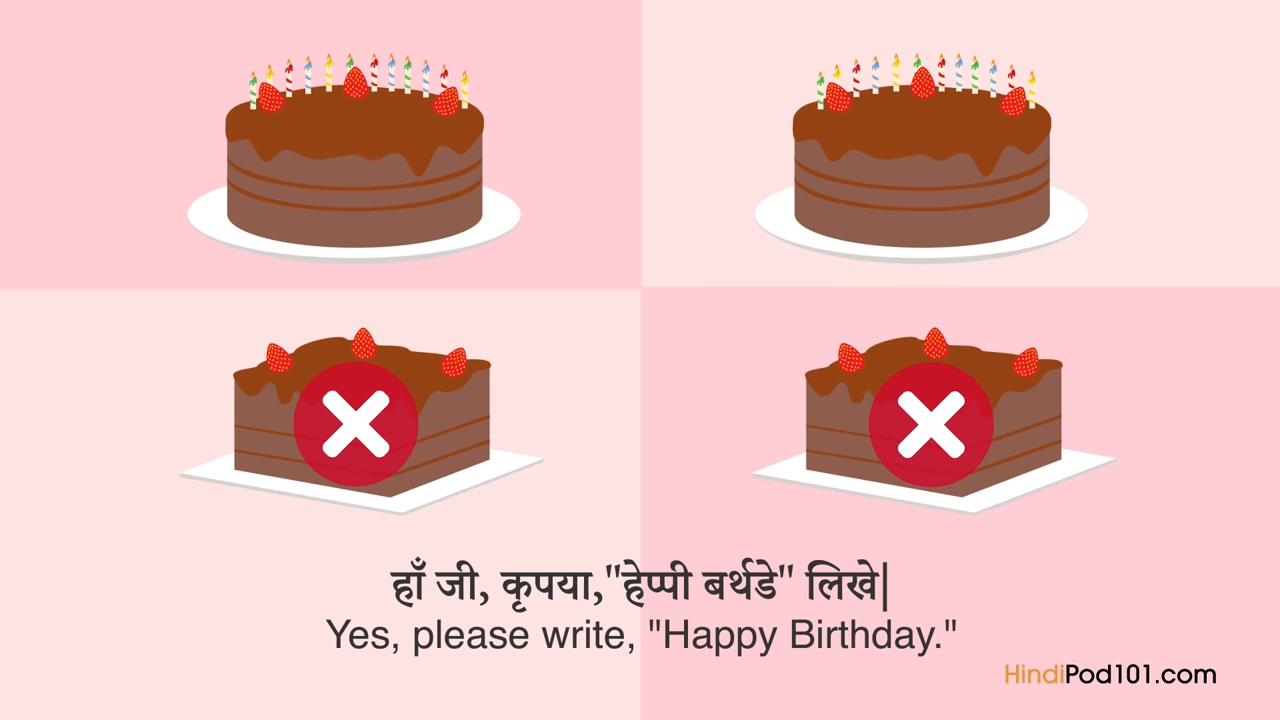 हाँ जी, कृपया,"हेप्पी बर्थडे" लिखे|
Yes, please write, "Happy Birthday."
HindiPod101.com